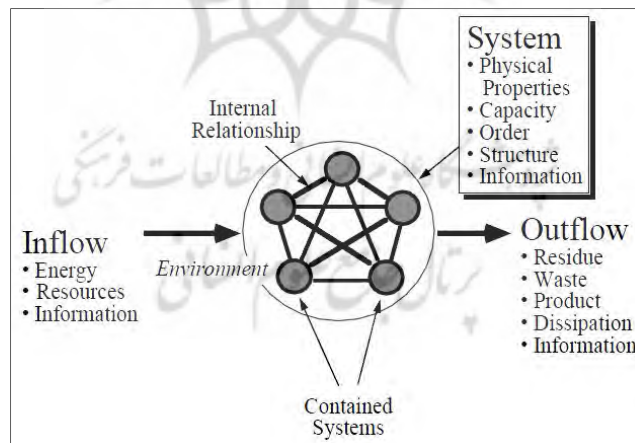 System
• Physical
Properties
• Capacity
• Order
• Structure
• Information
Internal
Relationship
Inflow
• Energy
• Resources
• Information
Environment
Outflow
• Residue
• Waste
• Product
• Dissipation
• Information
Contained
Systems